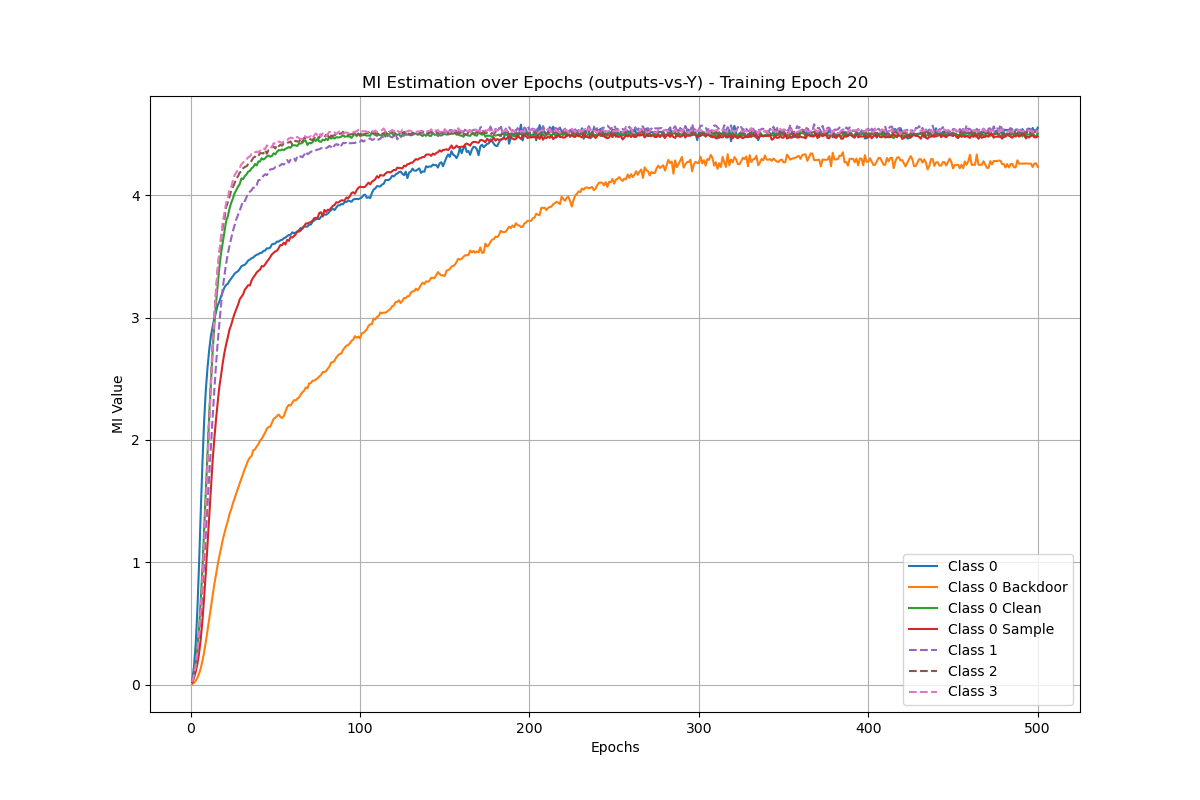 MI Estimation over Epochs (outputs-vs-Y) - Training Epoch 20
MI Value
4
3
2
1
0
0 100 200 300 400 500
Epochs
Class 0
Class 0 Backdoor
Class 0 Clean
Class 0 Sample
Class 1
Class 2
Class 3